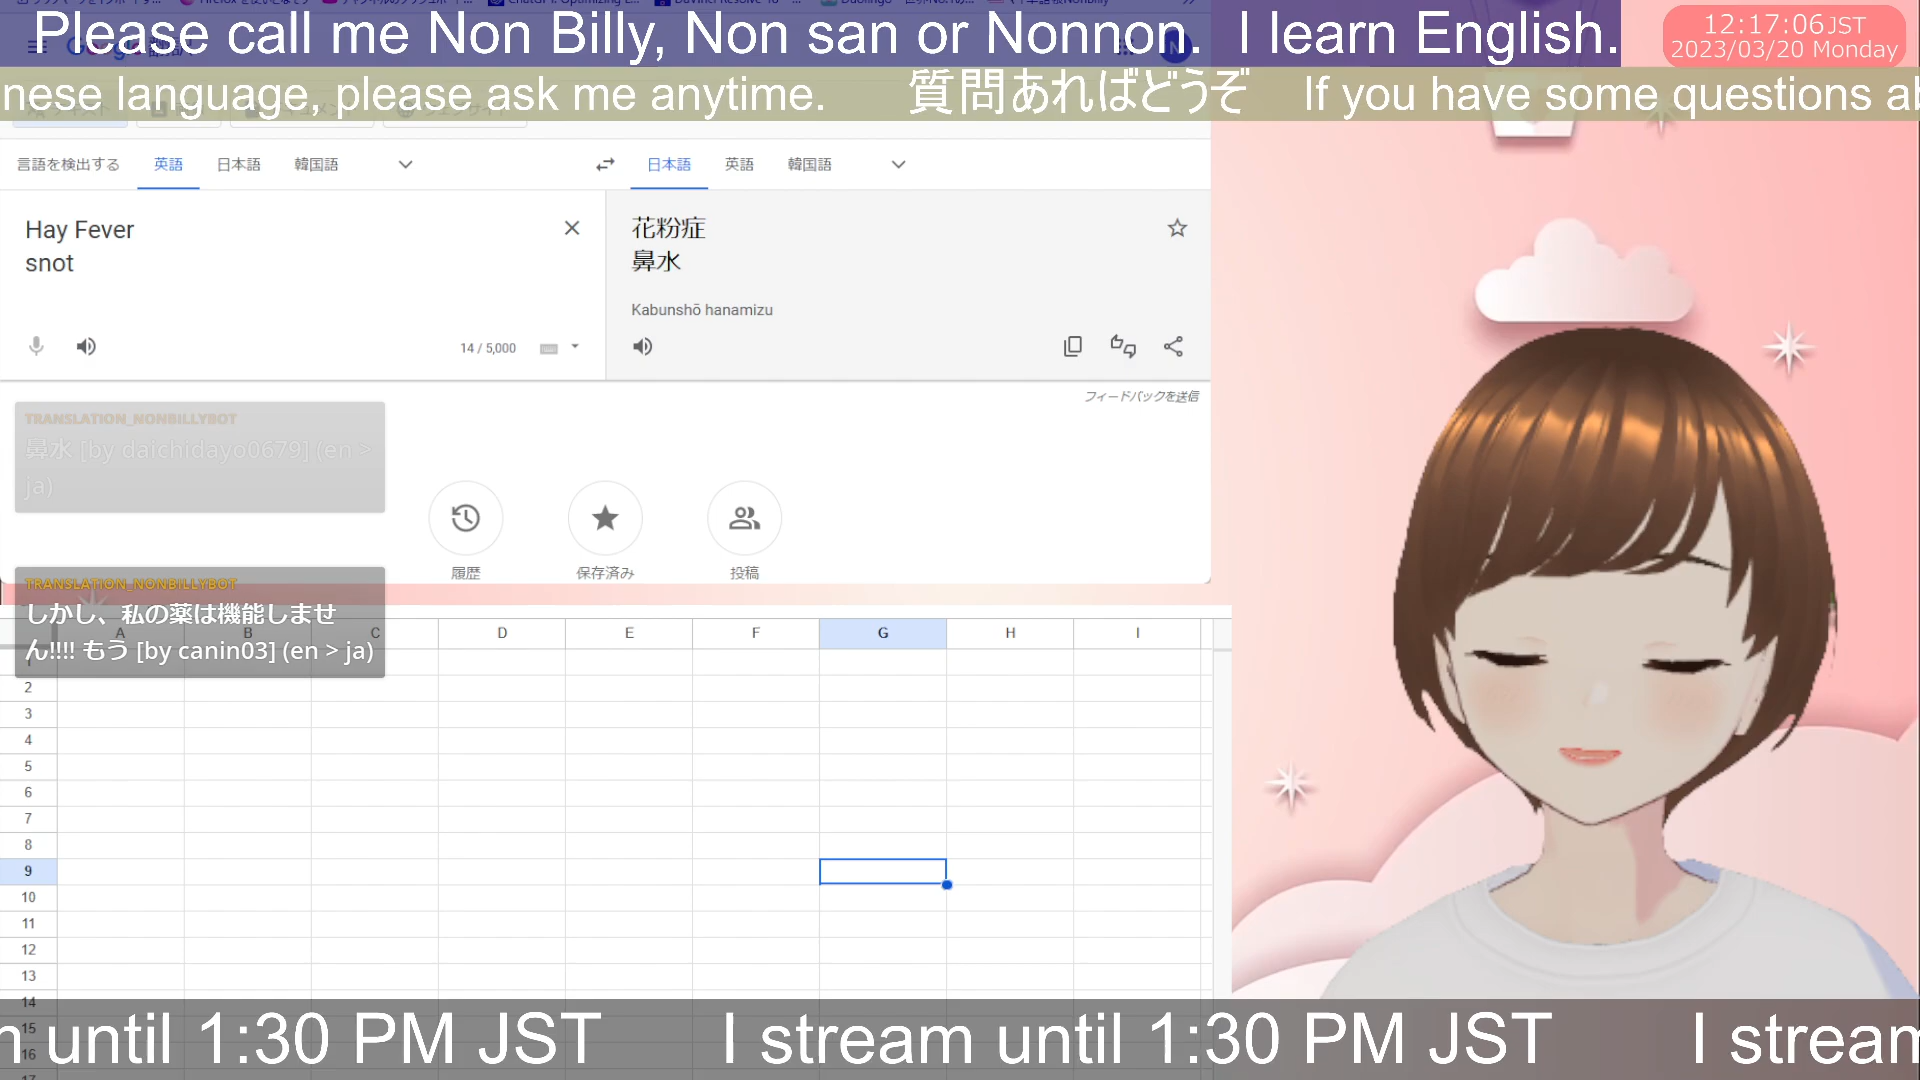 Please call me Non Billy, Non san or Nonnon. I learn English.
12:17:06JST
2023/03/20 Monday
nese language, please ask me anytime. 質問あればどうぞ If you have some questions ab
言語を検出する 英語 日本語 韓国語 日本語 英語 韓国語
Hay Fever
snot
花粉症
鼻水
Kabunshō hanamizu
14 / 5,000
フィードバックを送信
TRANSLATION_NONBILLYBOT
鼻水 [by daichidayo0679] (en >
ja)
履歴 保存済み 投稿
TRANSLATION_NONBILLYBOT
しかし、私の薬は機能しませ
ん!!!! もう [by canin03] (en > ja)
A B C D E F G H I
1
2
3
4
5
6
7
8
9
10
11
12
13
14
15
16
17
n until 1:30 PM JST I stream until 1:30 PM JST I stream